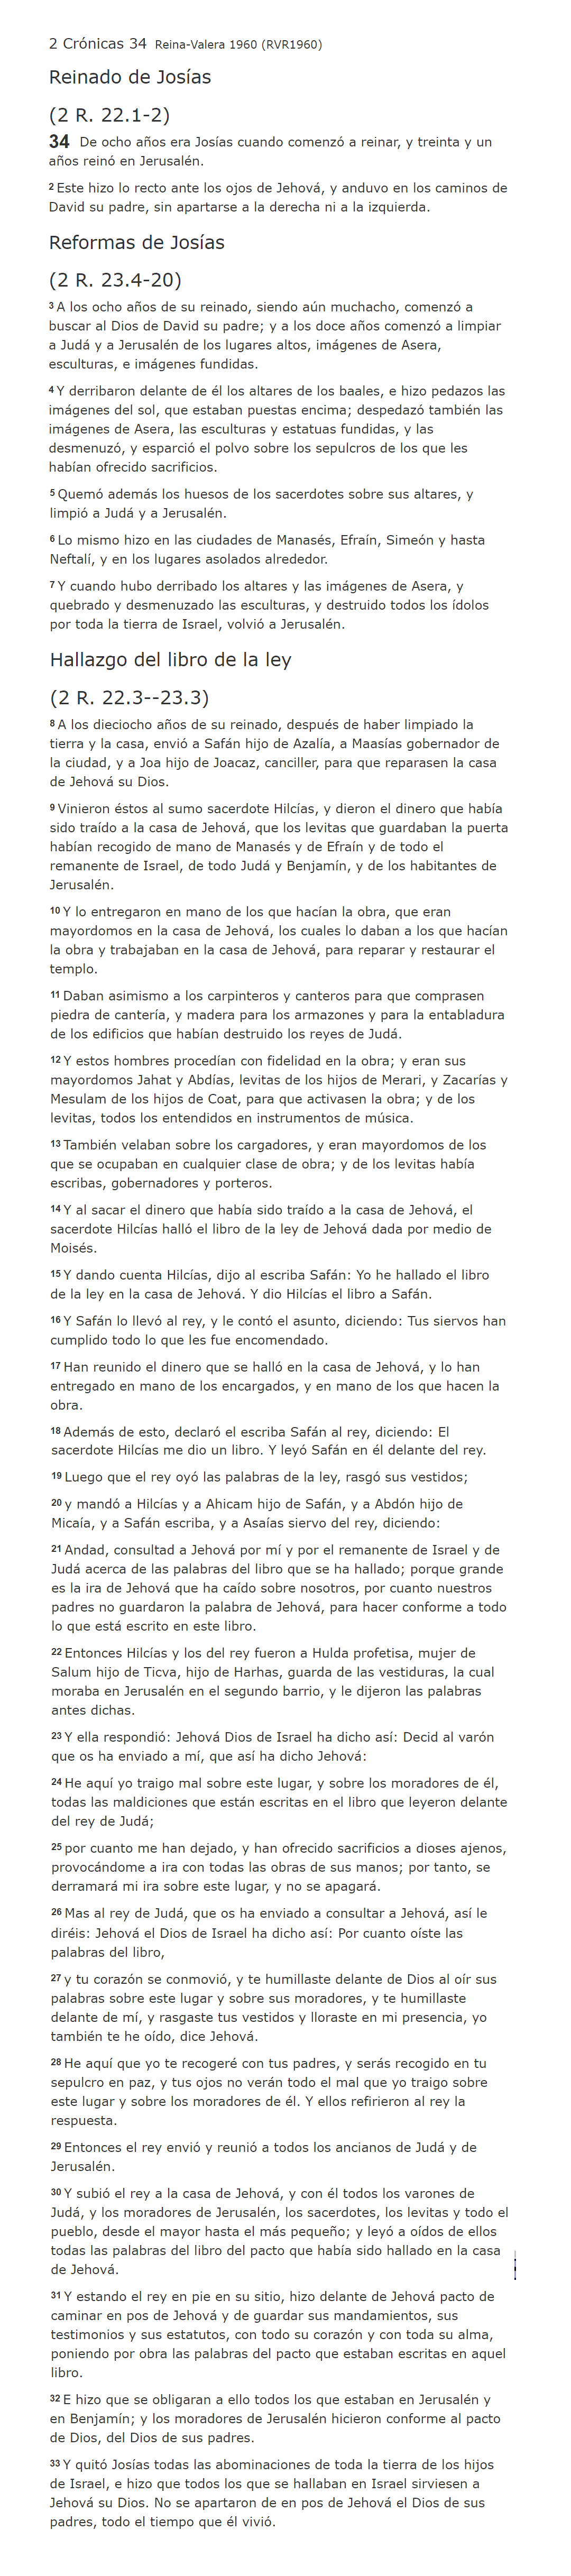 2 Crónicas 34 Reina-Valera 1960 (RVR1960)
Reinado de Josías
(2 R. 22.1-2)
34 De ocho años era Josías cuando comenzó a reinar, y treinta y un
años reinó en Jerusalén.
2 Este hizo lo recto ante los ojos de Jehová, y anduvo en los caminos de
David su padre, sin apartarse a la derecha ni a la izquierda.
Reformas de Josías
(2 R. 23.4-20)
3 A los ocho años de su reinado, siendo aún muchacho, comenzó a
buscar al Dios de David su padre; y a los doce años comenzó a limpiar
a Judá y a Jerusalén de los lugares altos, imágenes de Asera,
esculturas, e imágenes fundidas.
4 Y derribaron delante de él los altares de los baales, e hizo pedazos las
imágenes del sol, que estaban puestas encima; despedazó también las
imágenes de Asera, las esculturas y estatuas fundidas, y las
desmenuzó, y esparció el polvo sobre los sepulcros de los que les
habían ofrecido sacrificios.
5 Quemó además los huesos de los sacerdotes sobre sus altares, y
limpió a Judá y a Jerusalén.
6 Lo mismo hizo en las ciudades de Manasés, Efraín, Simeón y hasta
Neftalí, y en los lugares asolados alrededor.
7 Y cuando hubo derribado los altares y las imágenes de Asera, y
quebrado y desmenuzado las esculturas, y destruido todos los ídolos
por toda la tierra de Israel, volvió a Jerusalén.
Hallazgo del libro de la ley
(2 R. 22.3--23.3)
8 A los dieciocho años de su reinado, después de haber limpiado la
tierra y la casa, envió a Safán hijo de Azalía, a Maasías gobernador de
la ciudad, y a Joa hijo de Joacaz, canciller, para que reparasen la casa
de Jehová su Dios.
9 Vinieron éstos al sumo sacerdote Hilcías, y dieron el dinero que había
sido traído a la casa de Jehová, que los levitas que guardaban la puerta
habían recogido de mano de Manasés y de Efraín y de todo el
remanente de Israel, de todo Judá y Benjamín, y de los habitantes de
Jerusalén.
10 Y lo entregaron en mano de los que hacían la obra, que eran
mayordomos en la casa de Jehová, los cuales lo daban a los que hacían
la obra y trabajaban en la casa de Jehová, para reparar y restaurar el
templo.
11 Daban asimismo a los carpinteros y canteros para que comprasen
piedra de cantería, y madera para los armazones y para la entabladura
de los edificios que habían destruido los reyes de Judá.
12 Y estos hombres procedían con fidelidad en la obra; y eran sus
mayordomos Jahat y Abdías, levitas de los hijos de Merari, y Zacarías y
Mesulam de los hijos de Coat, para que activasen la obra; y de los
levitas, todos los entendidos en instrumentos de música.
13 También velaban sobre los cargadores, y eran mayordomos de los
que se ocupaban en cualquier clase de obra; y de los levitas había
escribas, gobernadores y porteros.
14 Y al sacar el dinero que había sido traído a la casa de Jehová, el
sacerdote Hilcías halló el libro de la ley de Jehová dada por medio de
Moisés.
15 Y dando cuenta Hilcías, dijo al escriba Safán: Yo he hallado el libro
de la ley en la casa de Jehová. Y dio Hilcías el libro a Safán.
16 Y Safán lo llevó al rey, y le contó el asunto, diciendo: Tus siervos han
cumplido todo lo que les fue encomendado.
17 Han reunido el dinero que se halló en la casa de Jehová, y lo han
entregado en mano de los encargados, y en mano de los que hacen la
obra.
18 Además de esto, declaró el escriba Safán al rey, diciendo: El
sacerdote Hilcías me dio un libro. Y leyó Safán en él delante del rey.
19 Luego que el rey oyó las palabras de la ley, rasgó sus vestidos;
20 y mandó a Hilcías y a Ahicam hijo de Safán, y a Abdón hijo de
Micaía, y a Safán escriba, y a Asaías siervo del rey, diciendo:
21 Andad, consultad a Jehová por mí y por el remanente de Israel y de
Judá acerca de las palabras del libro que se ha hallado; porque grande
es la ira de Jehová que ha caído sobre nosotros, por cuanto nuestros
padres no guardaron la palabra de Jehová, para hacer conforme a todo
lo que está escrito en este libro.
22 Entonces Hilcías y los del rey fueron a Hulda profetisa, mujer de
Salum hijo de Ticva, hijo de Harhas, guarda de las vestiduras, la cual
moraba en Jerusalén en el segundo barrio, y le dijeron las palabras
antes dichas.
23 Y ella respondió: Jehová Dios de Israel ha dicho así: Decid al varón
que os ha enviado a mí, que así ha dicho Jehová:
24 He aquí yo traigo mal sobre este lugar, y sobre los moradores de él,
todas las maldiciones que están escritas en el libro que leyeron delante
del rey de Judá;
25 por cuanto me han dejado, y han ofrecido sacrificios a dioses ajenos,
provocándome a ira con todas las obras de sus manos; por tanto, se
derramará mi ira sobre este lugar, y no se apagará.
26 Mas al rey de Judá, que os ha enviado a consultar a Jehová, así le
diréis: Jehová el Dios de Israel ha dicho así: Por cuanto oíste las
palabras del libro,
27 y tu corazón se conmovió, y te humillaste delante de Dios al oír sus
palabras sobre este lugar y sobre sus moradores, y te humillaste
delante de mí, y rasgaste tus vestidos y lloraste en mi presencia, yo
también te he oído, dice Jehová.
28 He aquí que yo te recogeré con tus padres, y serás recogido en tu
sepulcro en paz, y tus ojos no verán todo el mal que yo traigo sobre
este lugar y sobre los moradores de él. Y ellos refirieron al rey la
respuesta.
29 Entonces el rey envió y reunió a todos los ancianos de Judá y de
Jerusalén.
30 Y subió el rey a la casa de Jehová, y con él todos los varones de
Judá, y los moradores de Jerusalén, los sacerdotes, los levitas y todo el
pueblo, desde el mayor hasta el más pequeño; y leyó a oídos de ellos
todas las palabras del libro del pacto que había sido hallado en la casa
de Jehová.
31 Y estando el rey en pie en su sitio, hizo delante de Jehová pacto de
caminar en pos de Jehová y de guardar sus mandamientos, sus
testimonios y sus estatutos, con todo su corazón y con toda su alma,
poniendo por obra las palabras del pacto que estaban escritas en aquel
libro.
32 E hizo que se obligaran a ello todos los que estaban en Jerusalén y
en Benjamín; y los moradores de Jerusalén hicieron conforme al pacto
de Dios, del Dios de sus padres.
33 Y quitó Josías todas las abominaciones de toda la tierra de los hijos
de Israel, e hizo que todos los que se hallaban en Israel sirviesen a
Jehová su Dios. No se apartaron de en pos de Jehová el Dios de sus
padres, todo el tiempo que él vivió.